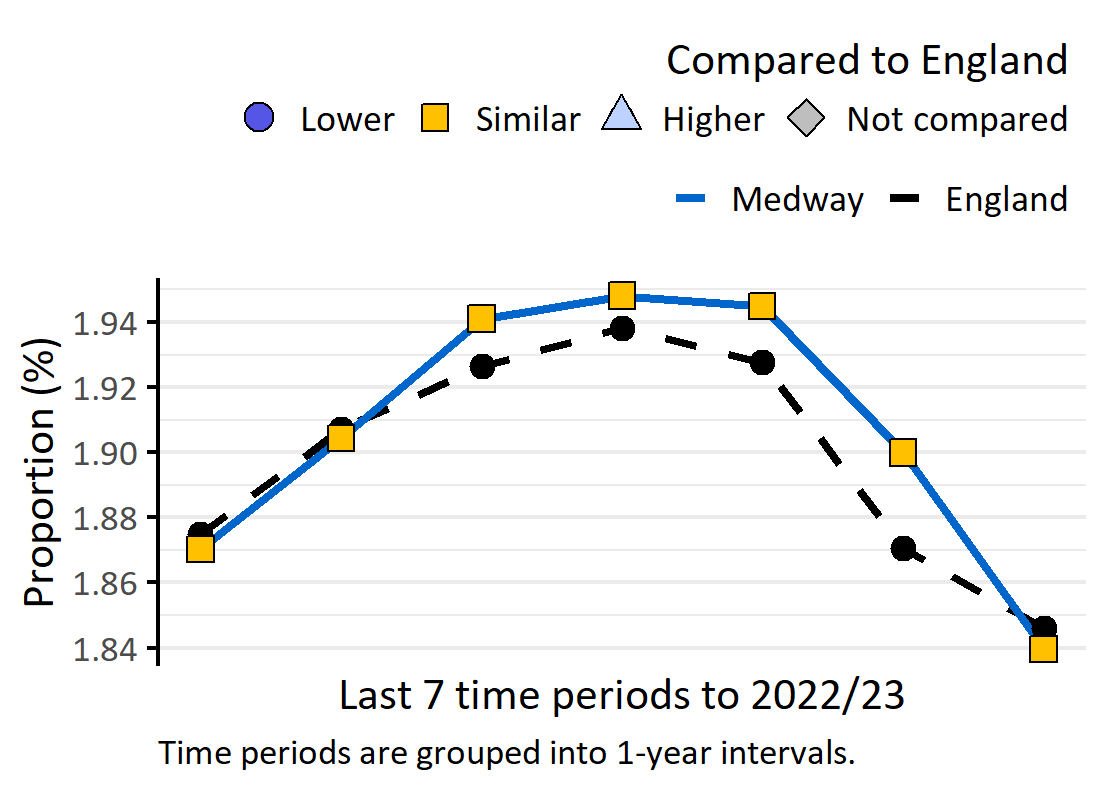 Compared to England
Lower Similar Higher Not compared
Medway England
Proportion (%)
1.94
1.92
1.90
1.88
1.86
1.84
Last 7 time periods to 2022/23
Time periods are grouped into 1-year intervals.